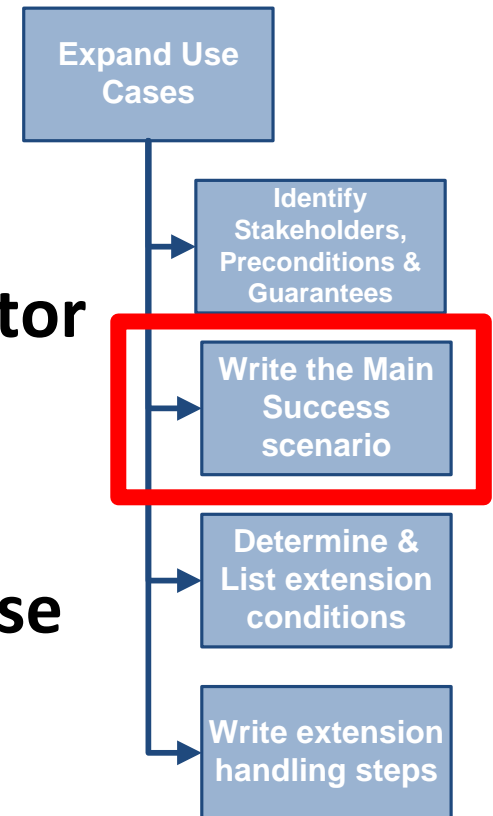 Expand Use
Cases
Identify
Stakeholders,
Preconditions &
Guarantees
tor
Write the Main
Success
scenario
Determine &
List extension
conditions
se
Write extension
handling steps